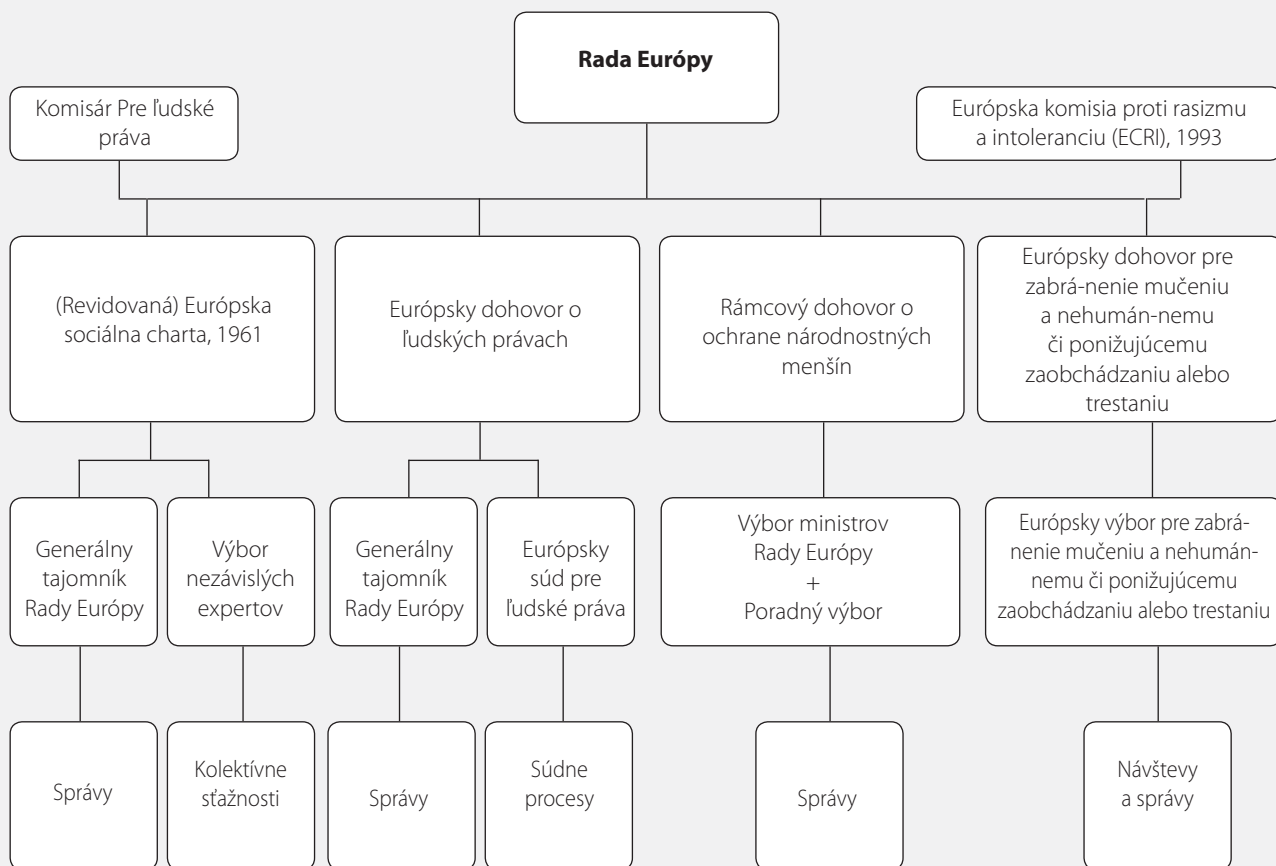 Rada Európy
Komisár Pre ľudské
práva
Európska komisia proti rasizmu
a intoleranciu (ECRI), 1993
(Revidovaná) Európska
sociálna charta, 1961
Európsky dohovor o
ľudských právach
Rámcový dohovor o
ochrane národnostných
menšín
Európsky dohovor pre
zabrá-nenie mučeniu
a nehumán-nemu
či ponižujúcemu
zaobchádzaniu alebo
trestaniu
Generálny
tajomník
Rady Európy
Výbor
nezávislých
expertov
Generálny
tajomník
Rady Európy
Európsky
súd pre
ľudské práva
Výbor ministrov
Rady Európy
+
Poradný výbor
Európsky výbor pre zabrá-
nenie mučeniu a nehumán-
nemu či ponižujúcemu
zaobchádzaniu alebo trestaniu
Správy
Kolektívne
sťažnosti
Správy
Súdne
procesy
Správy
Návštevy
a správy